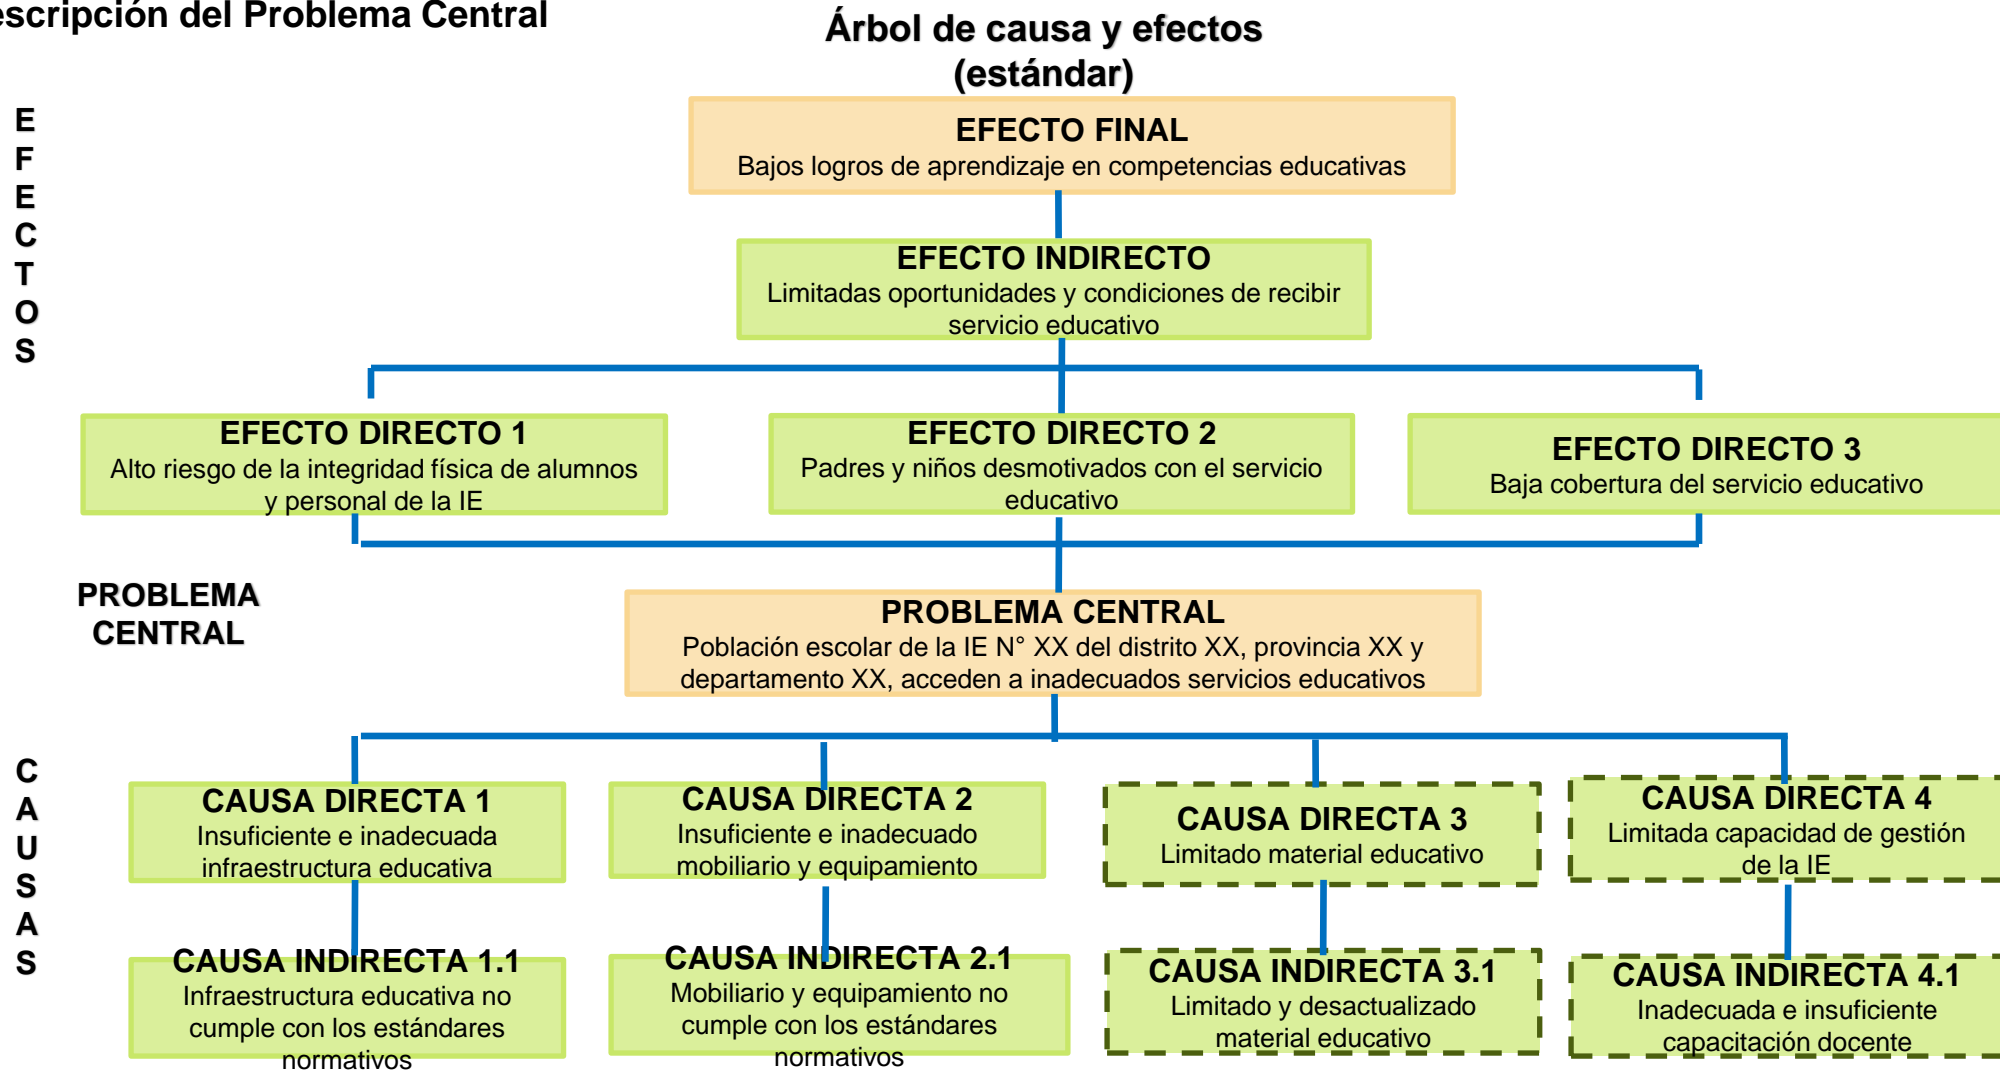 escripción del Problema Central
Árbol de causa y efectos
(estándar)
E
F
E
C
T
O
S
EFECTO FINAL
Bajos logros de aprendizaje en competencias educativas
EFECTO INDIRECTO
Limitadas oportunidades y condiciones de recibir
servicio educativo
EFECTO DIRECTO 1
Alto riesgo de la integridad física de alumnos
y personal de la IE
EFECTO DIRECTO 2
Padres y niños desmotivados con el servicio
educativo
EFECTO DIRECTO 3
Baja cobertura del servicio educativo
PROBLEMA
CENTRAL
PROBLEMA CENTRAL
Población escolar de la IE N° XX del distrito XX, provincia XX y
departamento XX, acceden a inadecuados servicios educativos
C
A
U
S
A
S
CAUSA DIRECTA 1
Insuficiente e inadecuada
infraestructura educativa
CAUSA DIRECTA 2
Insuficiente e inadecuado
mobiliario y equipamiento
CAUSA DIRECTA 3
Limitado material educativo
CAUSA DIRECTA 4
Limitada capacidad de gestión
de la IE
CAUSA INDIRECTA 1.1
Infraestructura educativa no
cumple con los estándares
normativos
CAUSA INDIRECTA 2.1
Mobiliario y equipamiento no
cumple con los estándares
normativos
CAUSA INDIRECTA 3.1
Limitado y desactualizado
material educativo
CAUSA INDIRECTA 4.1
Inadecuada e insuficiente
capacitación docente